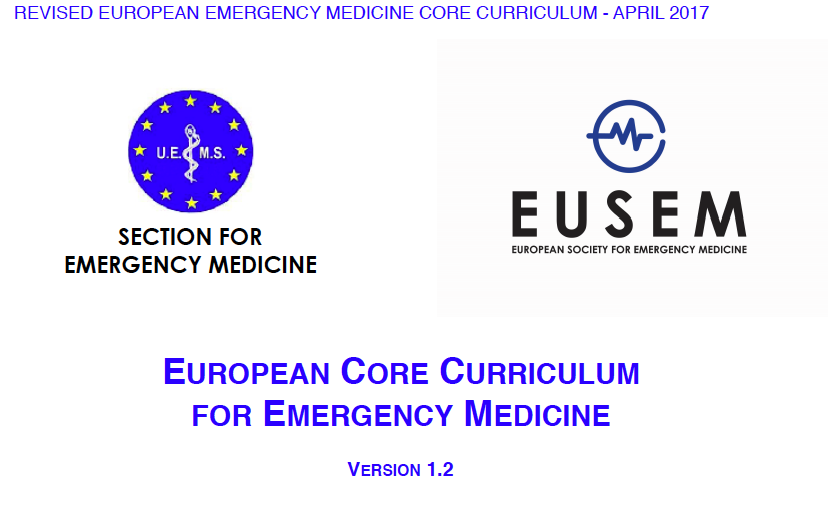 REVISED EUROPEAN EMERGENCY MEDICINE CORE CURRICULUM - APRIL 2017
U.E.M.S.
SECTION FOR
EMERGENCY MEDICINE
EUSEM
EUROPEAN SOCIETY FOR EMERGENCY MEDICINE
EUROPEAN CORE CURRICULUM
FOR EMERGENCY MEDICINE
VERSION 1.2